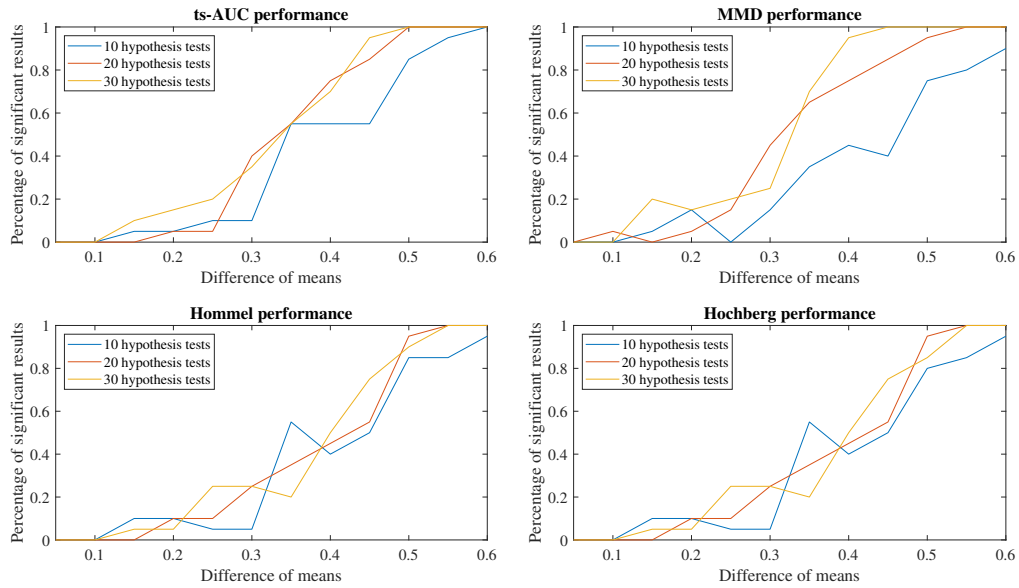 ts-AUC performance
Percentage of significant results
1
0.8
0.6
0.4
0.2
0
10 hypothesis tests
20 hypothesis tests
30 hypothesis tests
0.1 0.2 0.3 0.4 0.5 0.6
Difference of means
MMD performance
Percentage of significant results
1
0.8
0.6
0.4
0.2
0
10 hypothesis tests
20 hypothesis tests
30 hypothesis tests
0.1 0.2 0.3 0.4 0.5 0.6
Difference of means
Hommel performance
Percentage of significant results
1
0.8
0.6
0.4
0.2
0
10 hypothesis tests
20 hypothesis tests
30 hypothesis tests
0.1 0.2 0.3 0.4 0.5 0.6
Difference of means
Hochberg performance
Percentage of significant results
1
0.8
0.6
0.4
0.2
0
10 hypothesis tests
20 hypothesis tests
30 hypothesis tests
0.1 0.2 0.3 0.4 0.5 0.6
Difference of means